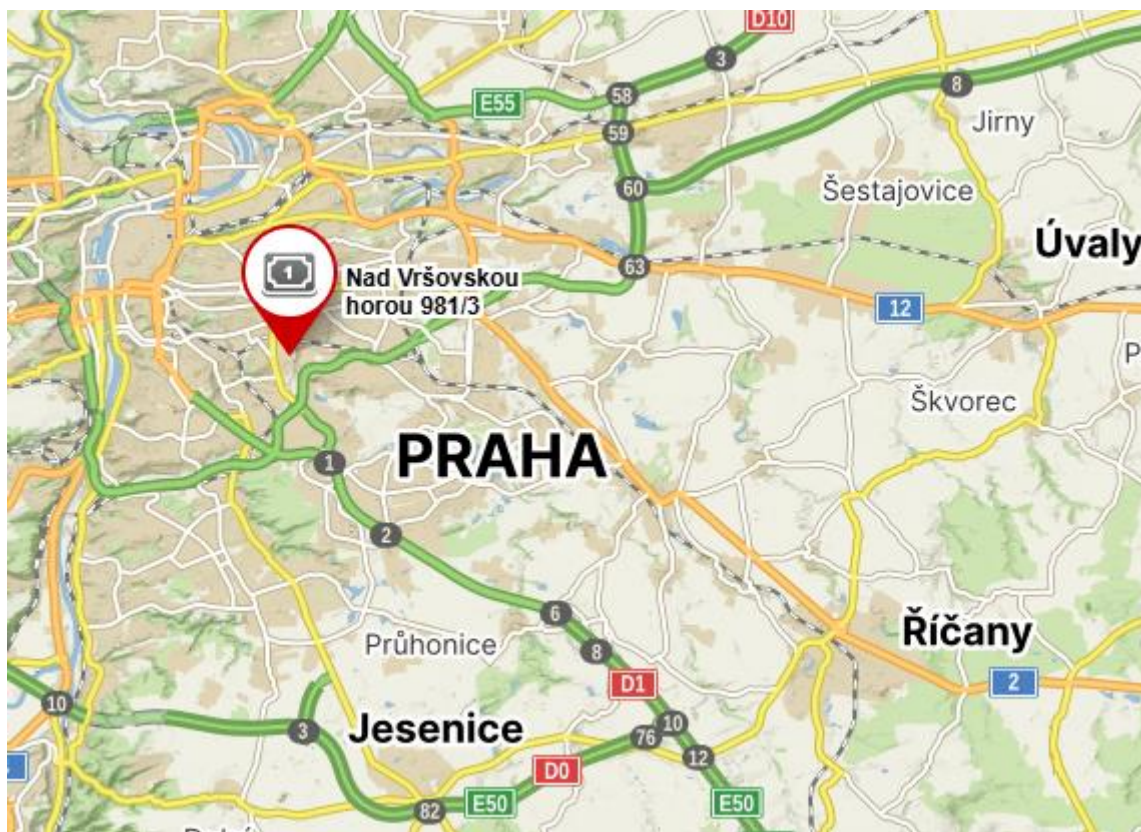 D10
3
8
58
E55
59
Jirny
60
Šestajovice
Úvaly
1
Nad Vršovskou
horou 981/3
63
12
P
Škvorec
PRAHA
1
2
6
Průhonice
8
Říčany
D1
2
10
3
Jesenice
10
76
12
D0
82
E50
E50